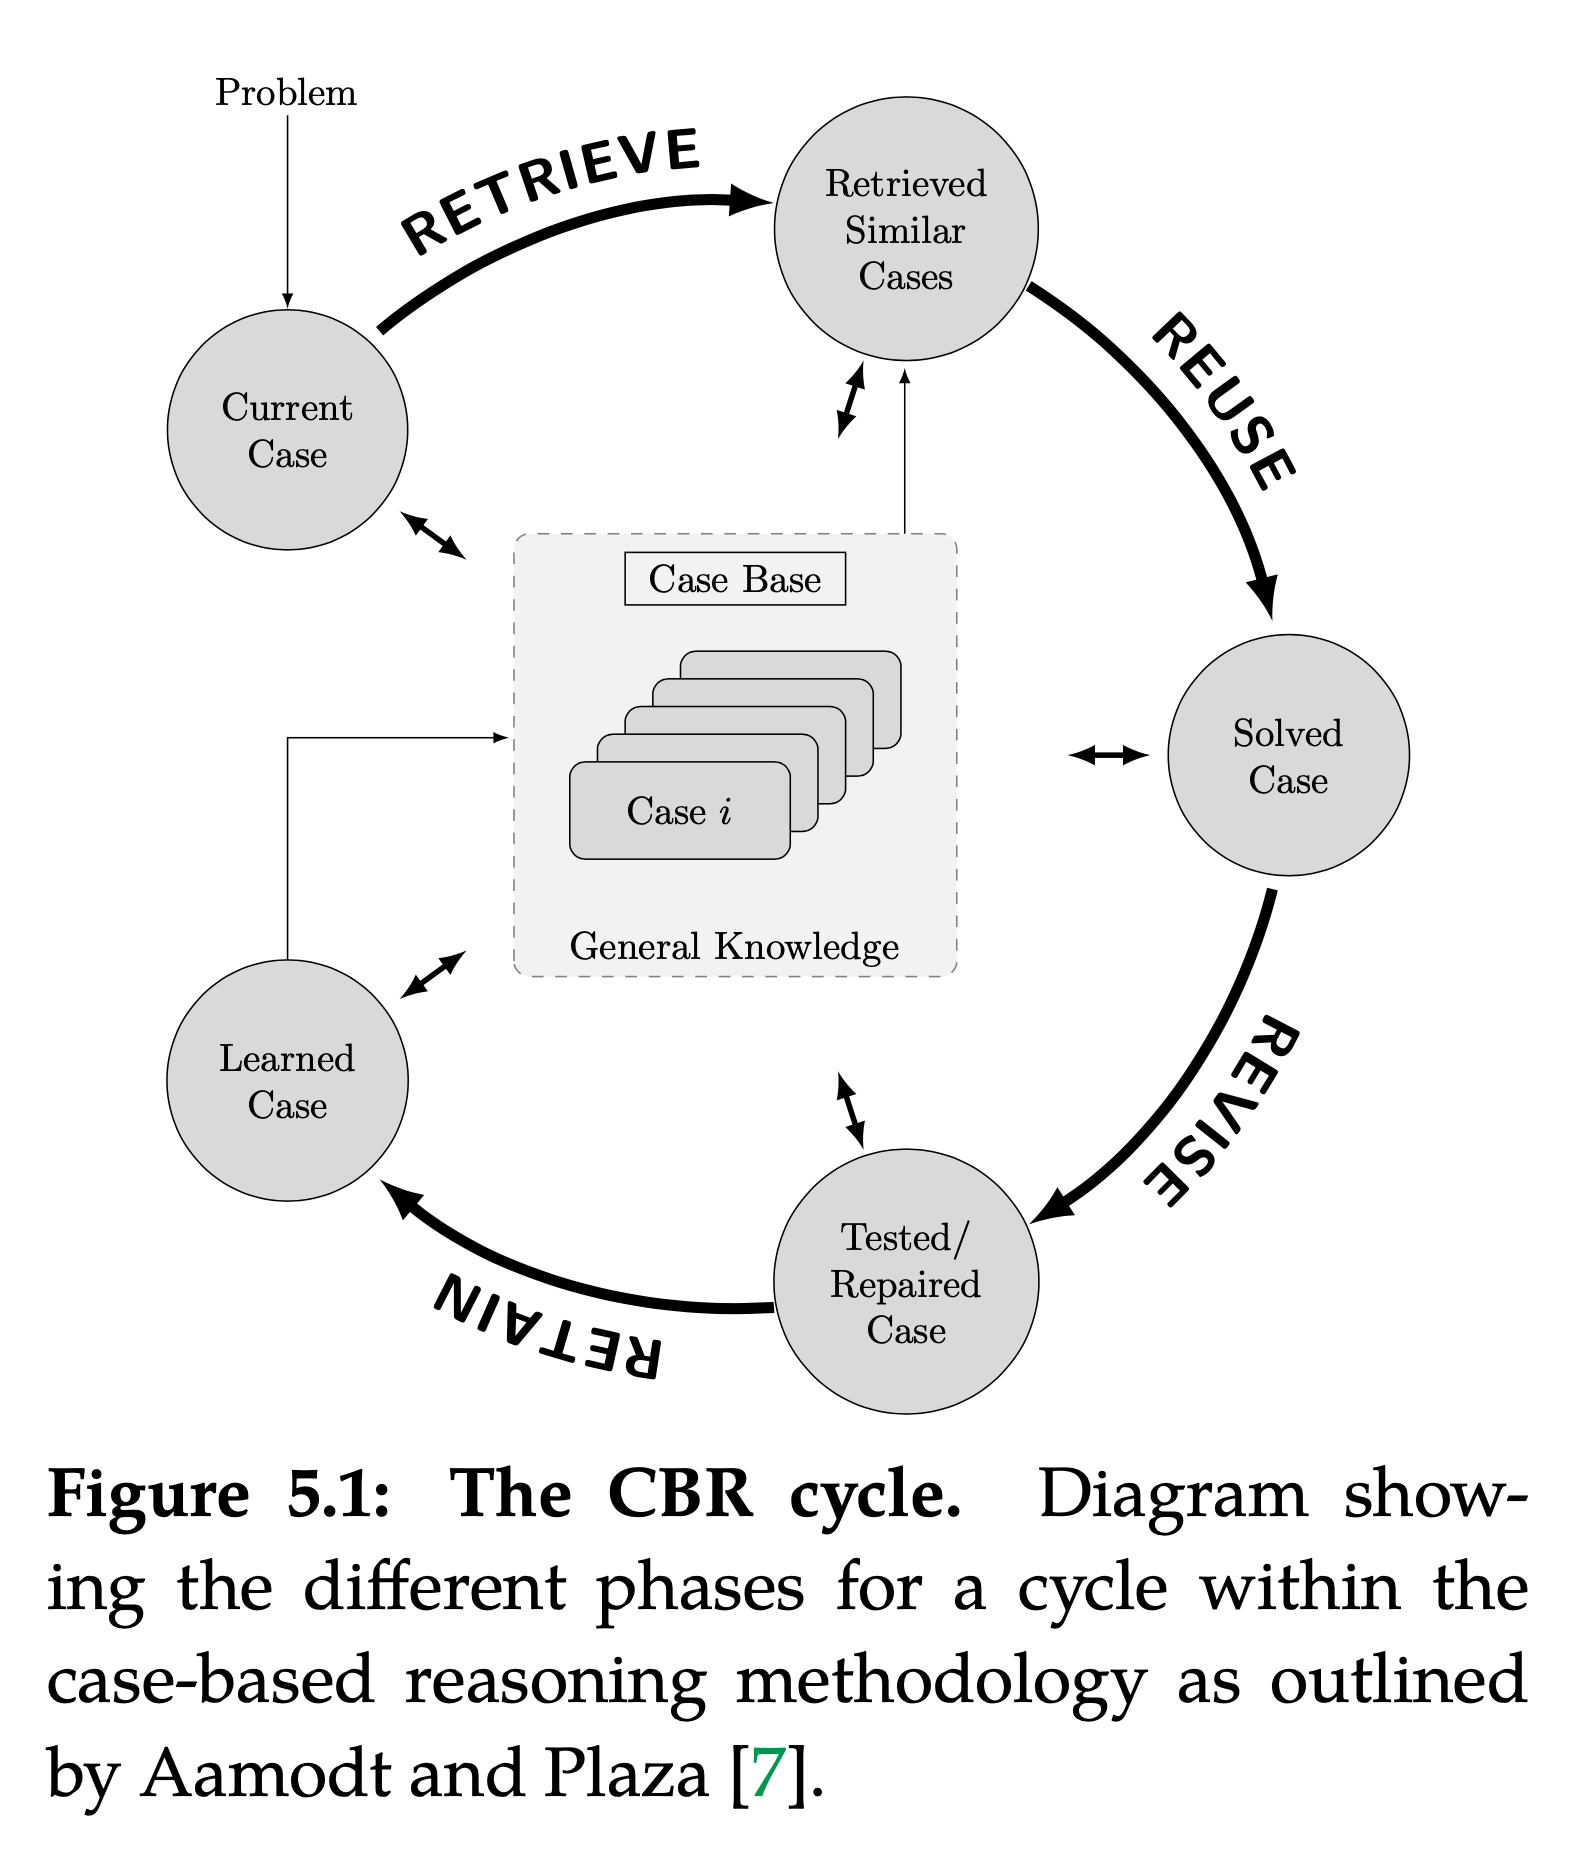 Problem
RETRIEVE
Retrieved
Similar
Cases
REUSE
Current
Case
Case Base
Case i
General Knowledge
Solved
Case
REVISE
Learned
Case
Tested/
Repaired
Case
RETAIN
Figure 5.1: The CBR cycle. Diagram show-
ing the different phases for a cycle within the
case-based reasoning methodology as outlined
by Aamodt and Plaza [7].